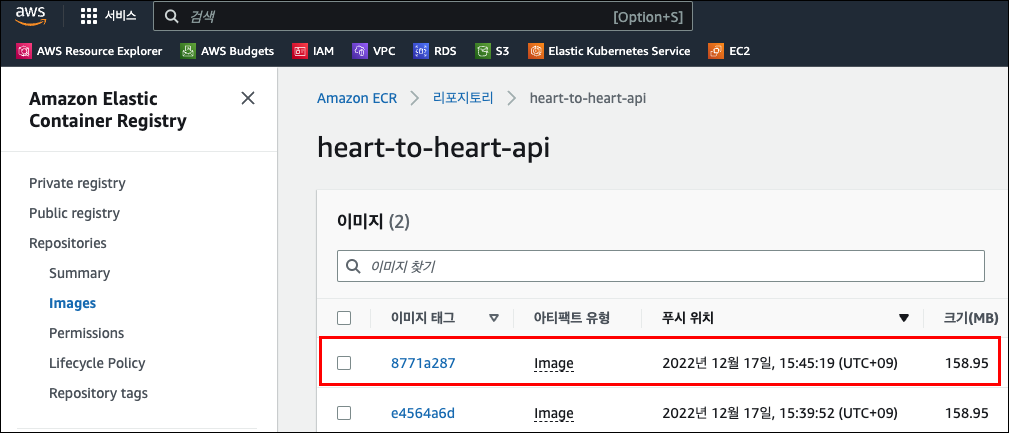 aws
서비스
검색
[Option+S]
AWS Resource Explorer AWS Budgets IAM VPC RDS S3 Elastic Kubernetes Service EC2
Amazon Elastic
Container Registry
Private registry
Public registry
Repositories
Summary
Images
Permissions
Lifecycle Policy
Repository tags
Amazon ECR > 리포지토리 > heart-to-heart-api
heart-to-heart-api
이미지 (2)
이미지 찾기
이미지 태그 아티팩트 유형 푸시 위치 크기(MB)
8771a287 Image 2022년 12월 17일, 15:45:19 (UTC+09) 158.95
e4564a6d Image 2022년 12월 17일, 15:39:52 (UTC+09) 158.95